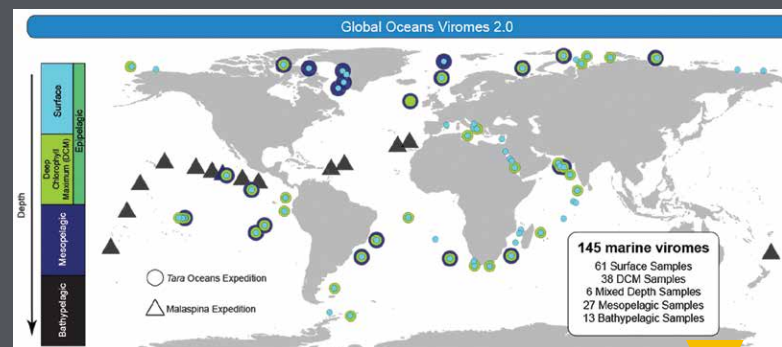 Global Oceans Viromes 2.0
Depth
Surface
Deep
Chlorophyll
Maximum (DCM)
Epipelagic
Mesopelagic
Bathypelagic
Tara Oceans Expedition
Malaspina Expedition
145 marine viromes
61 Surface Samples
38 DCM Samples
6 Mixed Depth Samples
27 Mesopelagic Samples
13 Bathypelagic Samples